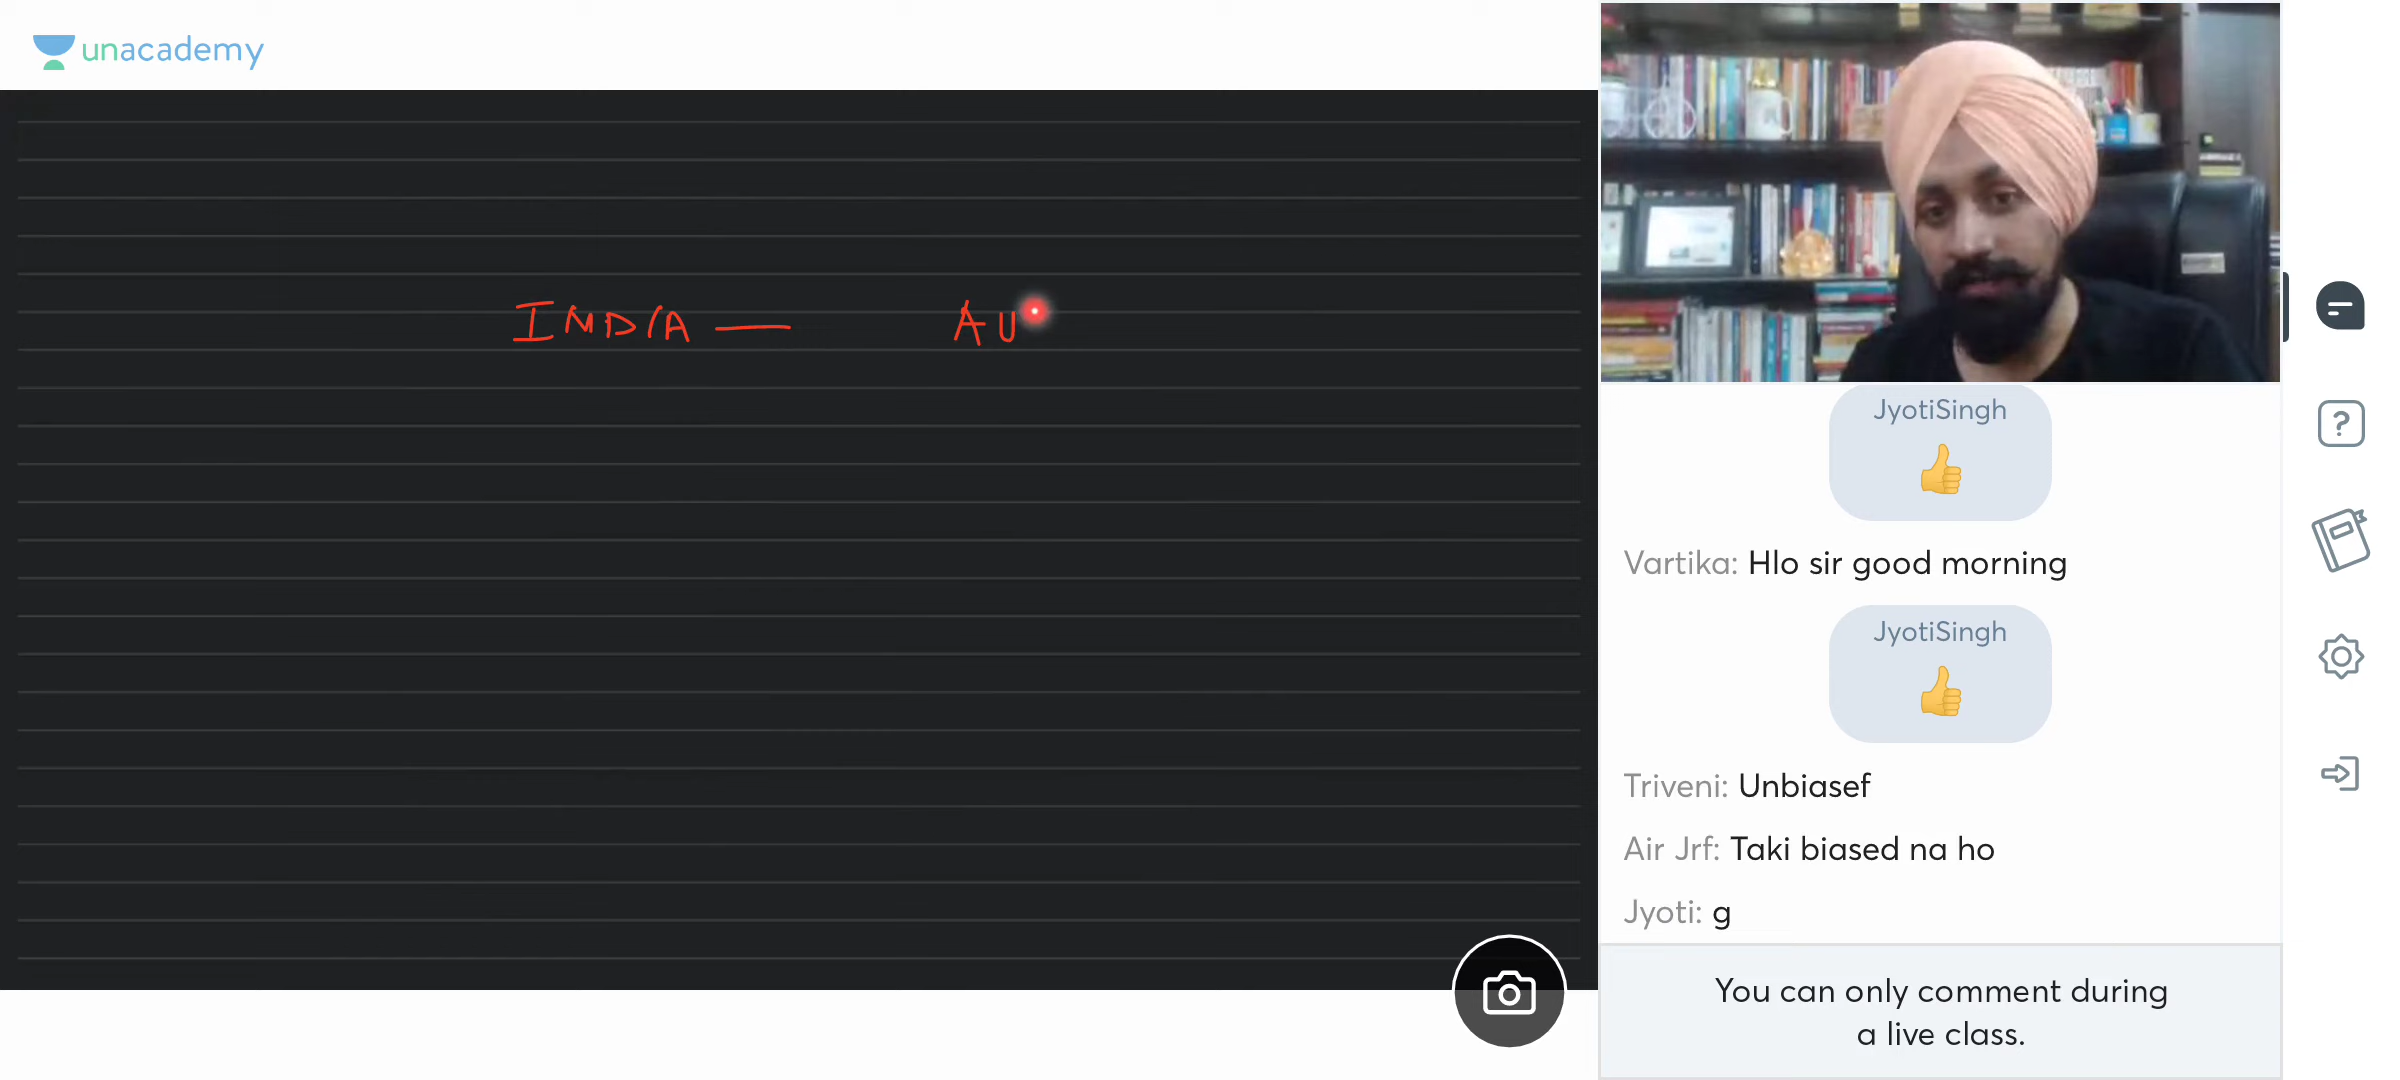 unacademy
INDIA — AU
JyotiSingh
👍
Vartika: Hlo sir good morning
JyotiSingh
👍
Triveni: Unbiasef
Air Jrf: Taki biased na ho
Jyoti: g
You can only comment during
a live class.